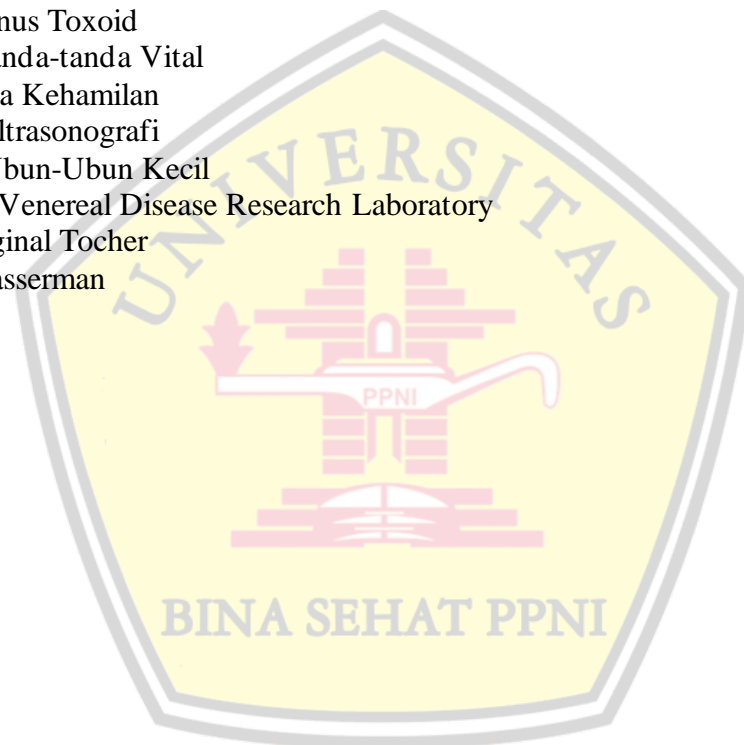 nus Toxoid
anda-tanda Vital
a Kehamilan
ltrasonografi
Ubun-Ubun Kecil
Venereal Disease Research Laboratory
ginal Tocher
asserman
UNIVERSITAS
PPNI
BINA SEHAT PPNI